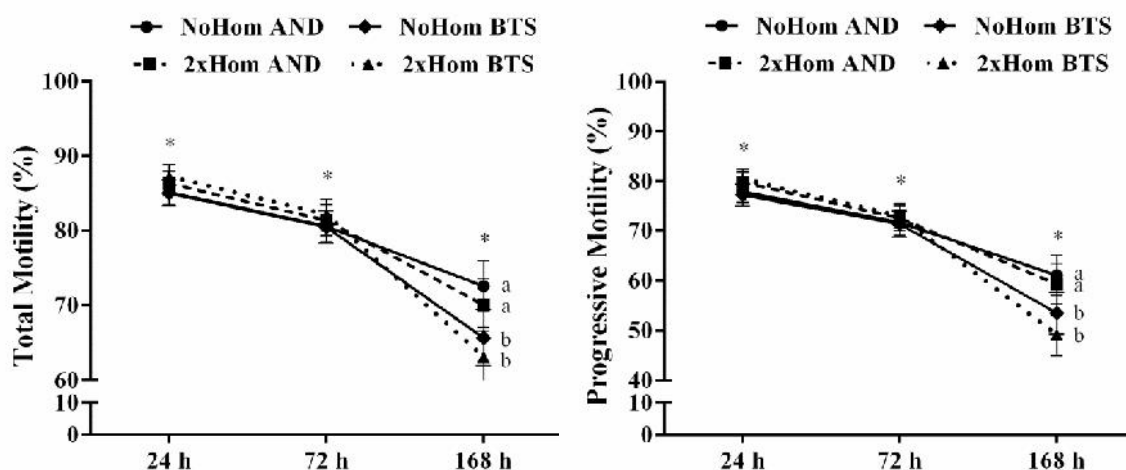 NoHom AND NoHom BTS
2xHom AND 2xHom BTS
Total Motility (%)
100
90
80
70
60
10
0
* * *
a
a
b
b
24 h 72 h 168 h
NoHom AND NoHom BTS
2xHom AND 2xHom BTS
Progressive Motility (%)
100
90
80
70
60
50
40
10
0
* * *
a
a
b
b
24 h 72 h 168 h